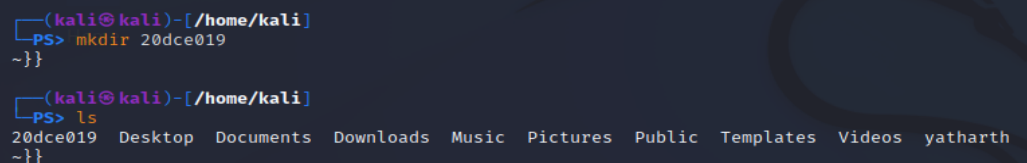 ┌──(kali㉿kali)-[/home/kali]
└─PS> mkdir 20dce019
~}}
┌──(kali㉿kali)-[/home/kali]
└─PS> ls
20dce019 Desktop Documents Downloads Music Pictures Public Templates Videos yatharth
~}}